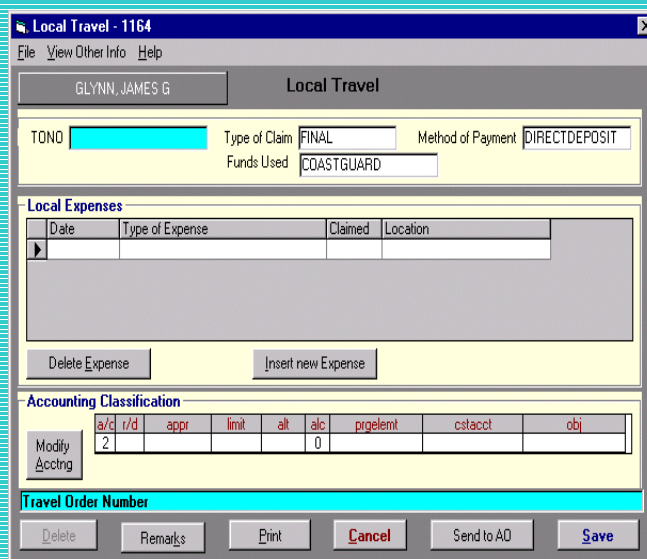 Local Travel - 1164
File View Other Info Help
GLYNN, JAMES G Local Travel
TONO Type of Claim FINAL Method of Payment DIRECTDEPOSIT
Funds Used COASTGUARD
Local Expenses
Date Type of Expense Claimed Location
Delete Expense Insert new Expense
Accounting Classification
a/c r/d appr limit alt alc prgelemt cstacct obj
2 0
Modify
Acctng
Travel Order Number
Delete Remarks Print Cancel Send to AO Save